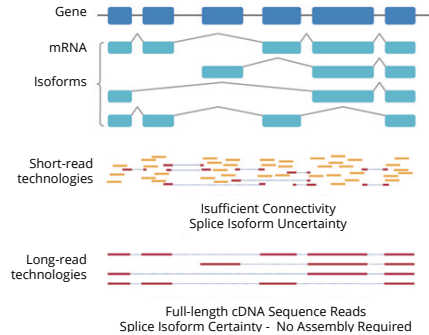 Gene
mRNA
Isoforms
Short-read
technologies
Isufficient Connectivity
Splice Isoform Uncertainty
Long-read
technologies
Full-length cDNA Sequence Reads
Splice Isoform Certainty - No Assembly Required